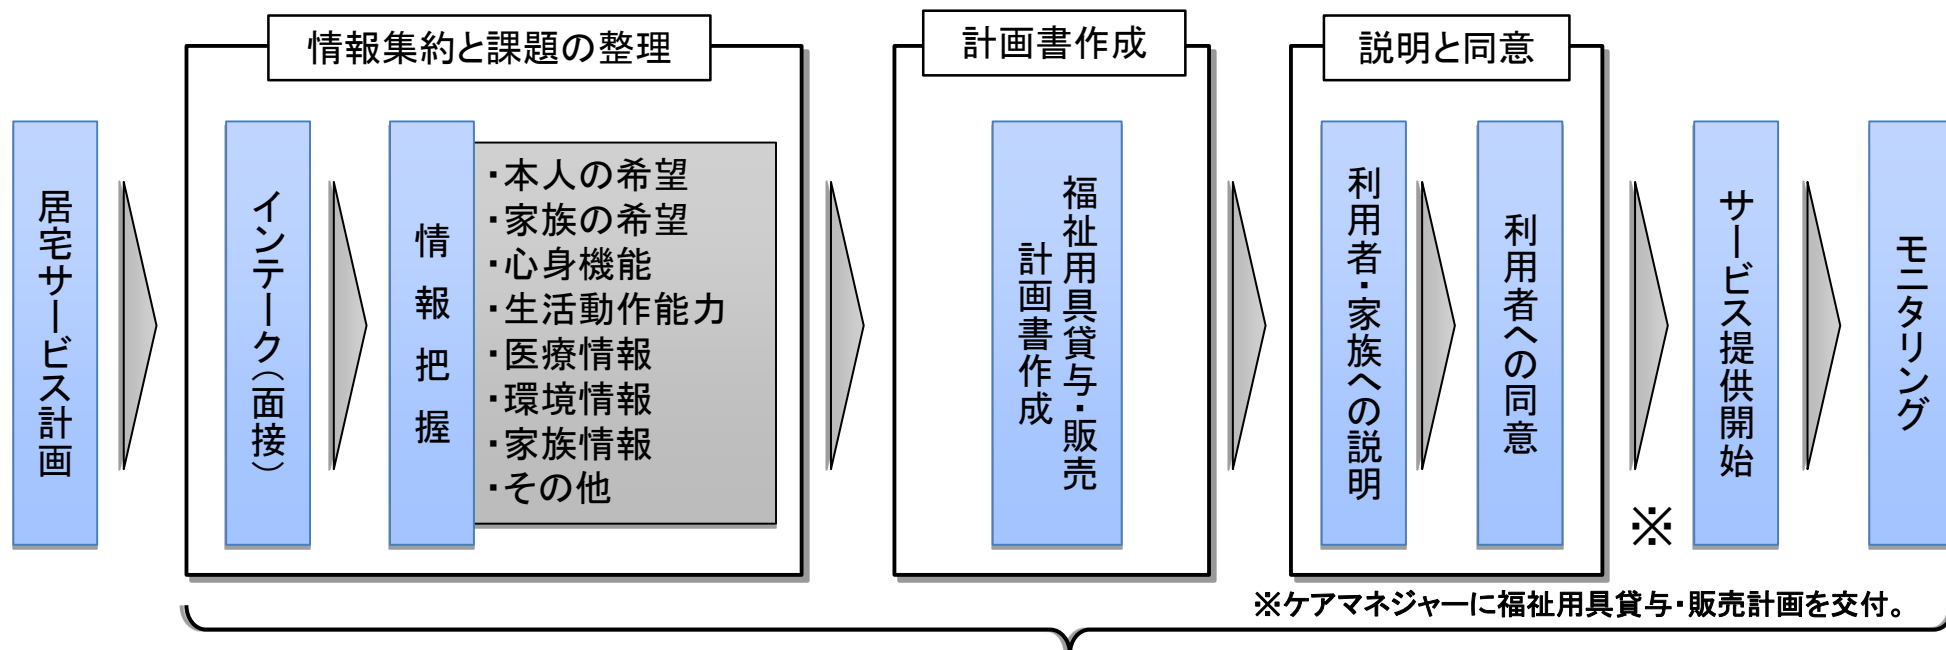 情報集約と課題の整理
計画書作成
説明と同意
居宅サービス計画
インテーク（面接）
情報把握
・本人の希望
・家族の希望
・心身機能
・生活動作能力
・医療情報
・環境情報
・家族情報
・その他
福祉用具貸与・販売
計画書作成
利用者・家族への説明
利用者への同意
※
サービス提供開始
モニタリング
※ケアマネジャーに福祉用具貸与・販売計画を交付。